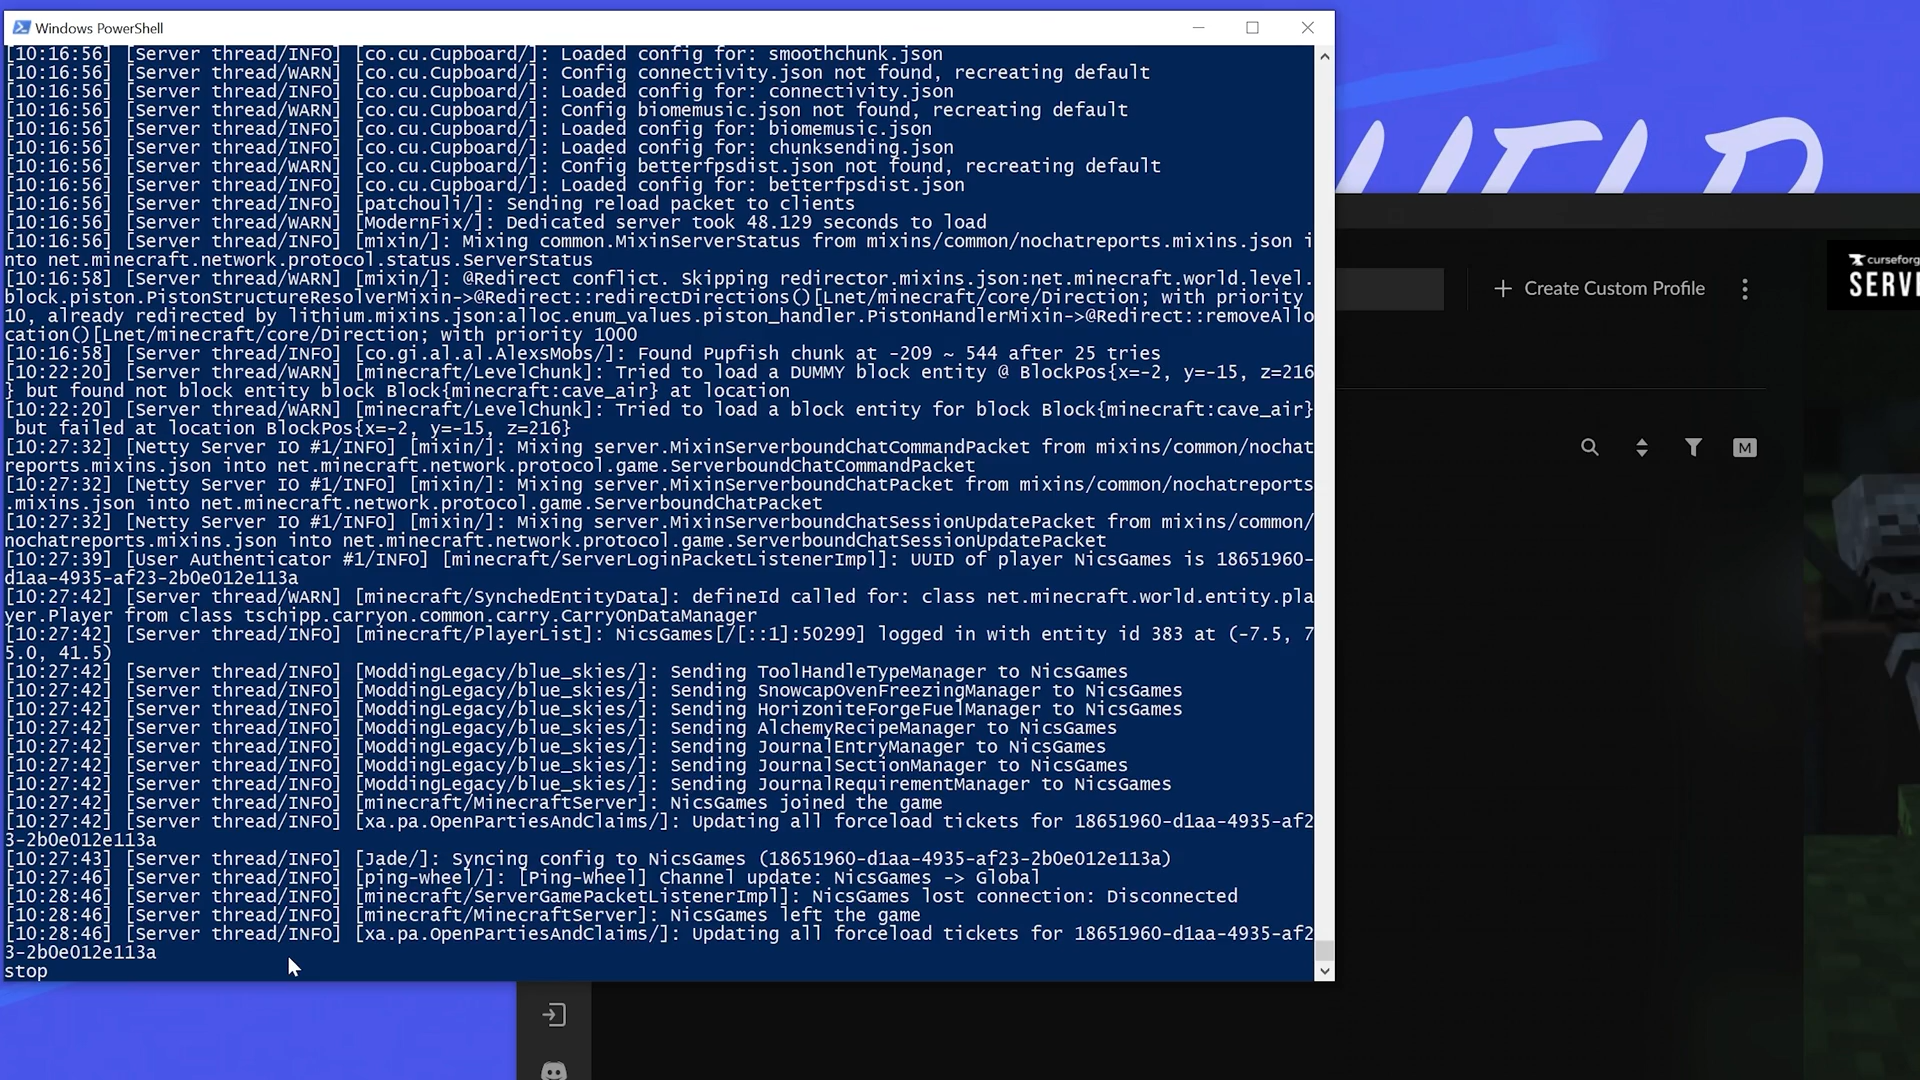 Windows PowerShell
[10:16:56] [Server thread/INFO] [co.cu.Cupboard/]: Loaded config for: smoothchunk.json
[10:16:56] [Server thread/WARN] [co.cu.Cupboard/]: Config connectivity.json not found, recreating default
[10:16:56] [Server thread/INFO] [co.cu.Cupboard/]: Loaded config for: connectivity.json
[10:16:56] [Server thread/WARN] [co.cu.Cupboard/]: Config biomemusic.json not found, recreating default
[10:16:56] [Server thread/INFO] [co.cu.Cupboard/]: Loaded config for: biomemusic.json
[10:16:56] [Server thread/INFO] [co.cu.Cupboard/]: Loaded config for: chunksending.json
[10:16:56] [Server thread/WARN] [co.cu.Cupboard/]: Config betterfpsdist.json not found, recreating default
[10:16:56] [Server thread/INFO] [co.cu.Cupboard/]: Loaded config for: betterfpsdist.json
[10:16:56] [Server thread/INFO] [patchouli/]: Sending reload packet to clients
[10:16:56] [Server thread/WARN] [ModernFix/]: Dedicated server took 48.129 seconds to load
[10:16:56] [Server thread/INFO] [mixin/]: Mixing common.MixinServerStatus from mixins/common/nochatreports.mixins.json i
nto net.minecraft.network.protocol.status.ServerStatus
[10:16:58] [Server thread/WARN] [mixin/]: @Redirect conflict. Skipping redirector.mixins.json:net.minecraft.world.level.
block.piston.PistonStructureResolverMixin->@Redirect::redirectDirections()[Lnet/minecraft/core/Direction; with priority
10, already redirected by lithium.mixins.json:alloc.enum_values.piston_handler.PistonHandlerMixin->@Redirect::removeAllo
cation()[Lnet/minecraft/core/Direction; with priority 1000
[10:16:58] [Server thread/INFO] [co.gi.al.al.AlexsMobs/]: Found Pupfish chunk at -209 ~ 544 after 25 tries
[10:22:20] [Server thread/WARN] [minecraft/LevelChunk]: Tried to load a DUMMY block entity @ BlockPos{x=-2, y=-15, z=216
} but found not block entity block Block{minecraft:cave_air} at location
[10:22:20] [Server thread/WARN] [minecraft/LevelChunk]: Tried to load a block entity for block Block{minecraft:cave_air}
but failed at location BlockPos{x=-2, y=-15, z=216}
[10:27:32] [Netty Server IO #1/INFO] [mixin/]: Mixing server.MixinServerboundChatCommandPacket from mixins/common/nochat
reports.mixins.json into net.minecraft.network.protocol.game.ServerboundChatCommandPacket
[10:27:32] [Netty Server IO #1/INFO] [mixin/]: Mixing server.MixinServerboundChatPacket from mixins/common/nochatreports
.mixins.json into net.minecraft.network.protocol.game.ServerboundChatPacket
[10:27:32] [Netty Server IO #1/INFO] [mixin/]: Mixing server.MixinServerboundChatSessionUpdatePacket from mixins/common/
nochatreports.mixins.json into net.minecraft.network.protocol.game.ServerboundChatSessionUpdatePacket
[10:27:39] [User Authenticator #1/INFO] [minecraft/ServerLoginPacketListenerImpl]: UUID of player NicsGames is 18651960-
d1aa-4935-af23-2b0e012e113a
[10:27:42] [Server thread/WARN] [minecraft/SynchedEntityData]: defineId called for: class net.minecraft.world.entity.pla
yer.Player from class tschipp.carryon.common.carry.CarryOnDataManager
[10:27:42] [Server thread/INFO] [minecraft/PlayerList]: NicsGames[/[::1]:50299] logged in with entity id 383 at (-7.5, 7
5.0, 41.5)
[10:27:42] [Server thread/INFO] [ModdingLegacy/blue_skies/]: Sending ToolHandleTypeManager to NicsGames
[10:27:42] [Server thread/INFO] [ModdingLegacy/blue_skies/]: Sending SnowcapOvenFreezingManager to NicsGames
[10:27:42] [Server thread/INFO] [ModdingLegacy/blue_skies/]: Sending HorizoniteForgeFuelManager to NicsGames
[10:27:42] [Server thread/INFO] [ModdingLegacy/blue_skies/]: Sending AlchemyRecipeManager to NicsGames
[10:27:42] [Server thread/INFO] [ModdingLegacy/blue_skies/]: Sending JournalEntryManager to NicsGames
[10:27:42] [Server thread/INFO] [ModdingLegacy/blue_skies/]: Sending JournalSectionManager to NicsGames
[10:27:42] [Server thread/INFO] [ModdingLegacy/blue_skies/]: Sending JournalRequirementManager to NicsGames
[10:27:42] [Server thread/INFO] [minecraft/MinecraftServer]: NicsGames joined the game
[10:27:42] [Server thread/INFO] [xa.pa.OpenPartiesAndClaims/]: Updating all forceload tickets for 18651960-d1aa-4935-af2
3-2b0e012e113a
[10:27:43] [Server thread/INFO] [Jade/]: Syncing config to NicsGames (18651960-d1aa-4935-af23-2b0e012e113a)
[10:27:46] [Server thread/INFO] [ping-wheel/]: [Ping-Wheel] Channel update: NicsGames -> Global
[10:28:46] [Server thread/INFO] [minecraft/ServerGamePacketListenerImpl]: NicsGames lost connection: Disconnected
[10:28:46] [Server thread/INFO] [minecraft/MinecraftServer]: NicsGames left the game
[10:28:46] [Server thread/INFO] [xa.pa.OpenPartiesAndClaims/]: Updating all forceload tickets for 18651960-d1aa-4935-af2
3-2b0e012e113a
stop
Create Custom Profile
M